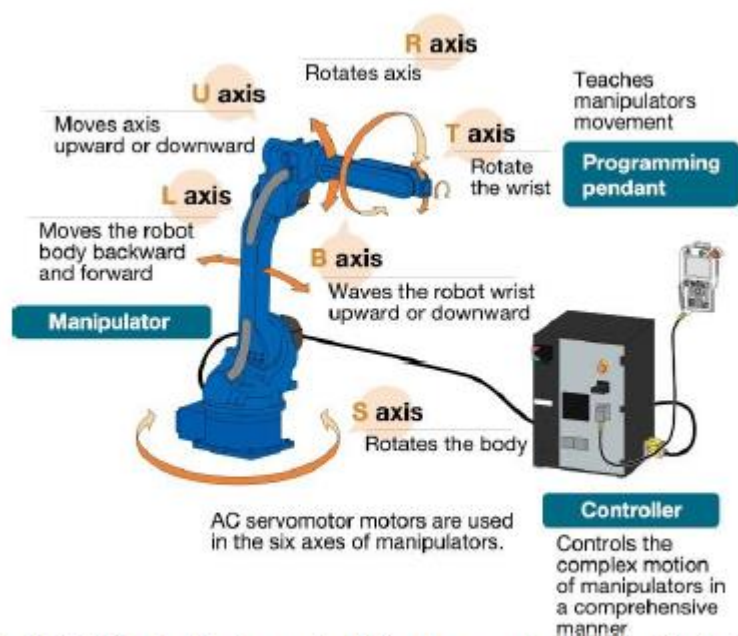 R axis
Rotates axis
U axis
Moves axis
upward or downward
T axis
Rotate
the wrist
Teaches
manipulators
movement
Programming
pendant
L axis
Moves the robot
body backward
and forward
B axis
Waves the robot wrist
upward or downward
Manipulator
S axis
Rotates the body
AC servomotor motors are used
in the six axes of manipulators.
Controller
Controls the
complex motion
of manipulators in
a comprehensive
manner